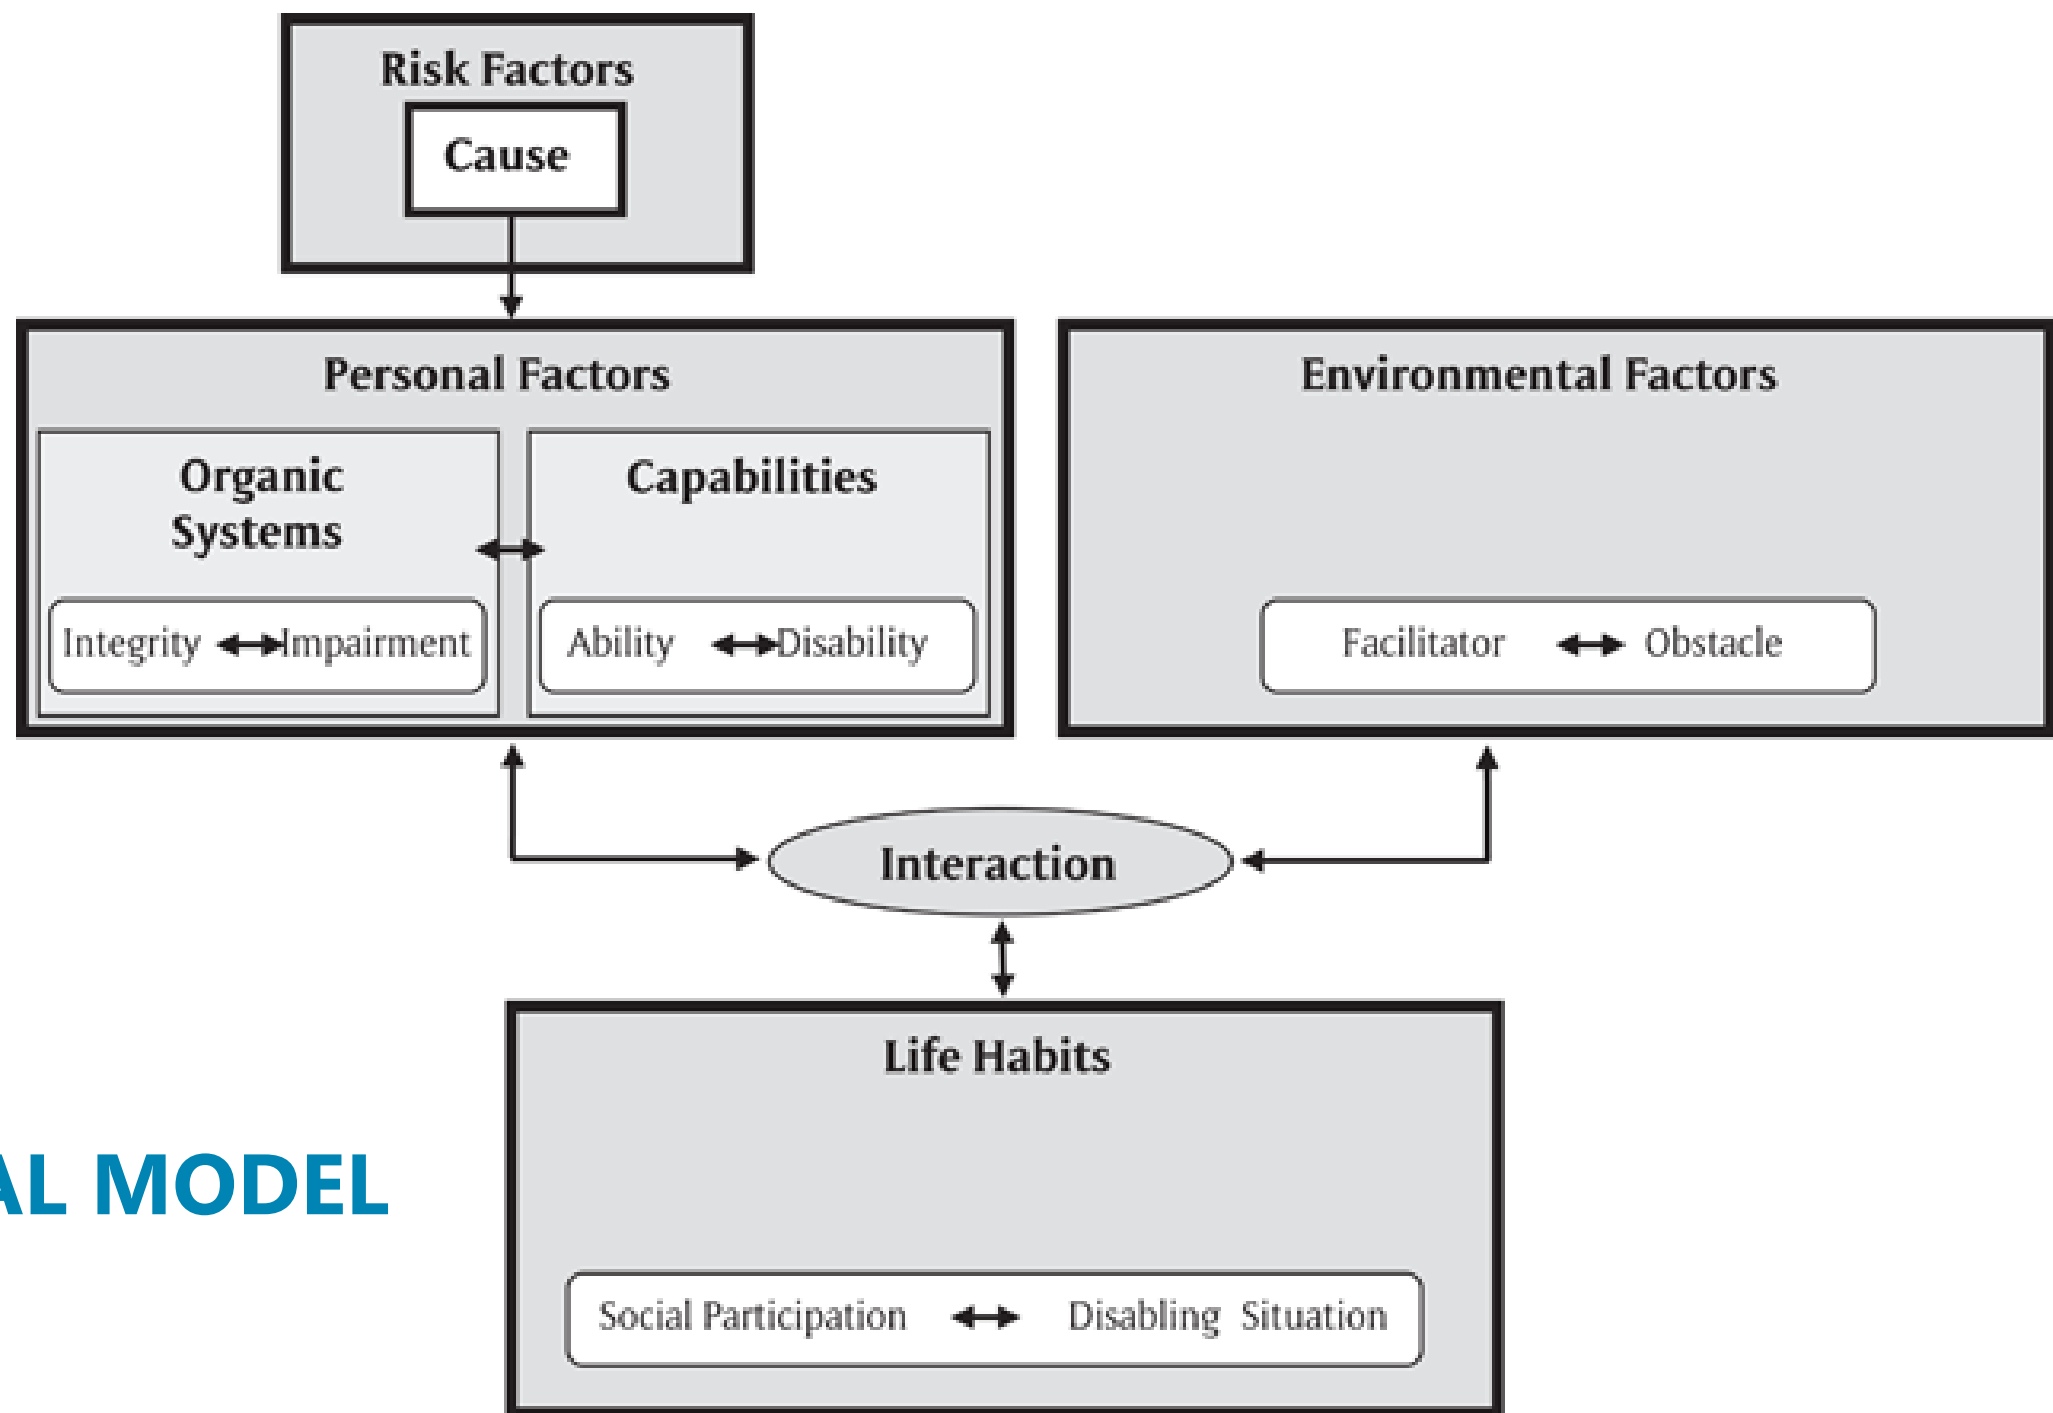 Risk Factors
Cause
Personal Factors
Organic
Systems
Capabilities
Integrity Impairment
Ability Disability
Environmental Factors
Facilitator Obstacle
Interaction
Life Habits
AL MODEL
Social Participation Disabling Situation